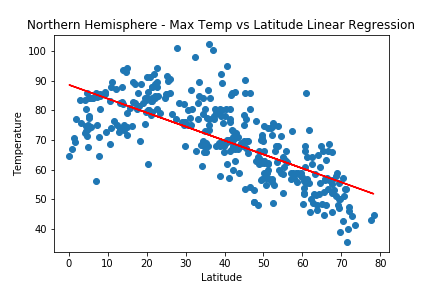 Northern Hemisphere - Max Temp vs Latitude Linear Regression
Temperature
100
90
80
70
60
50
40
0 10 20 30 40 50 60 70 80
Latitude